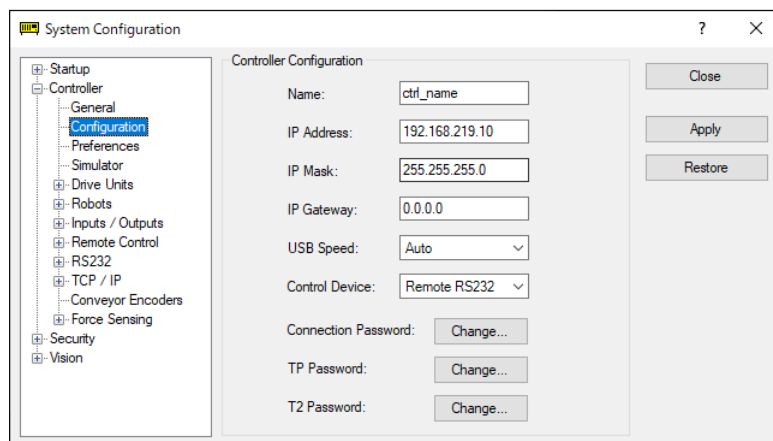 System Configuration
?
Startup
Controller
General
Configuration
Preferences
Simulator
Drive Units
Robots
Inputs / Outputs
Remote Control
RS232
TCP / IP
Conveyor Encoders
Force Sensing
Security
Vision
Controller Configuration
Name: ctrl_name
IP Address: 192.168.219.10
IP Mask: 255.255.255.0
IP Gateway: 0.0.0.0
USB Speed: Auto
Control Device: Remote RS232
Connection Password: Change...
TP Password: Change...
T2 Password: Change...
Close
Apply
Restore